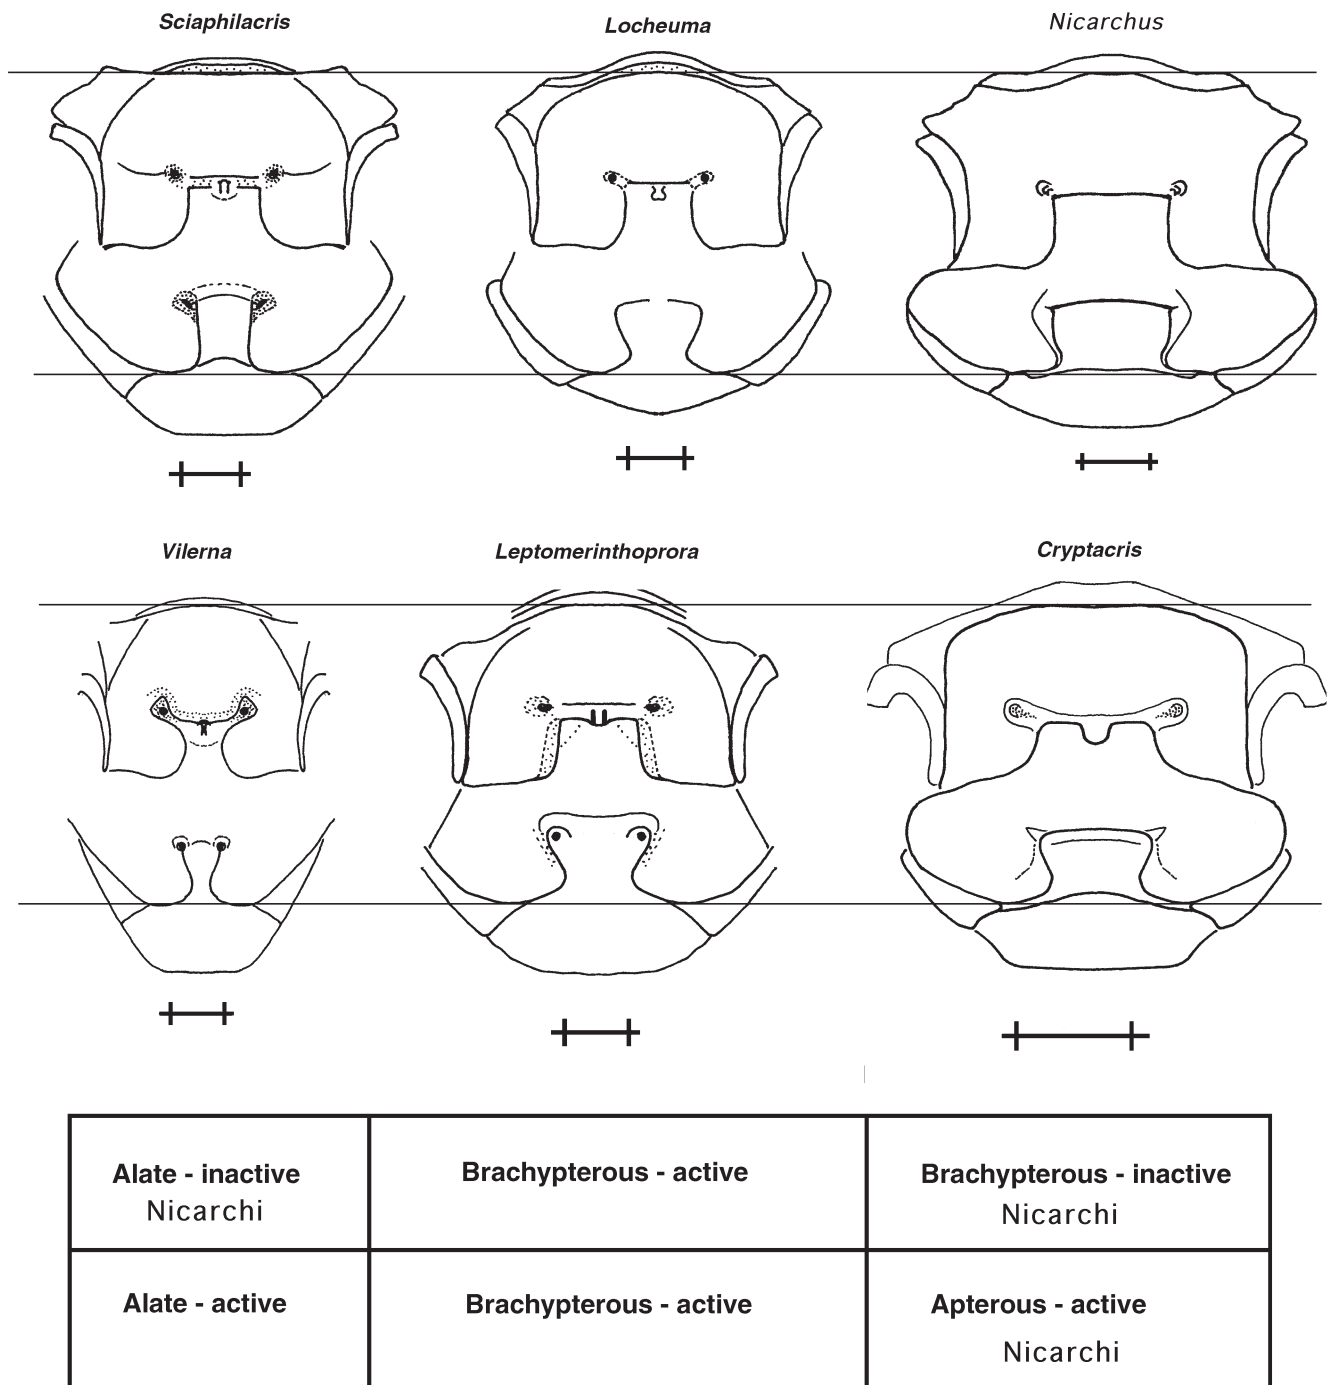 Sciaphilacris
Locheuma
Nicarchus
Vilerna
Leptomerinthoprora
Cryptacris
Alate - inactive
Nicarchi
Brachypterous - active
Brachypterous - inactive
Nicarchi
Alate - active
Brachypterous - active
Apterous - active
Nicarchi